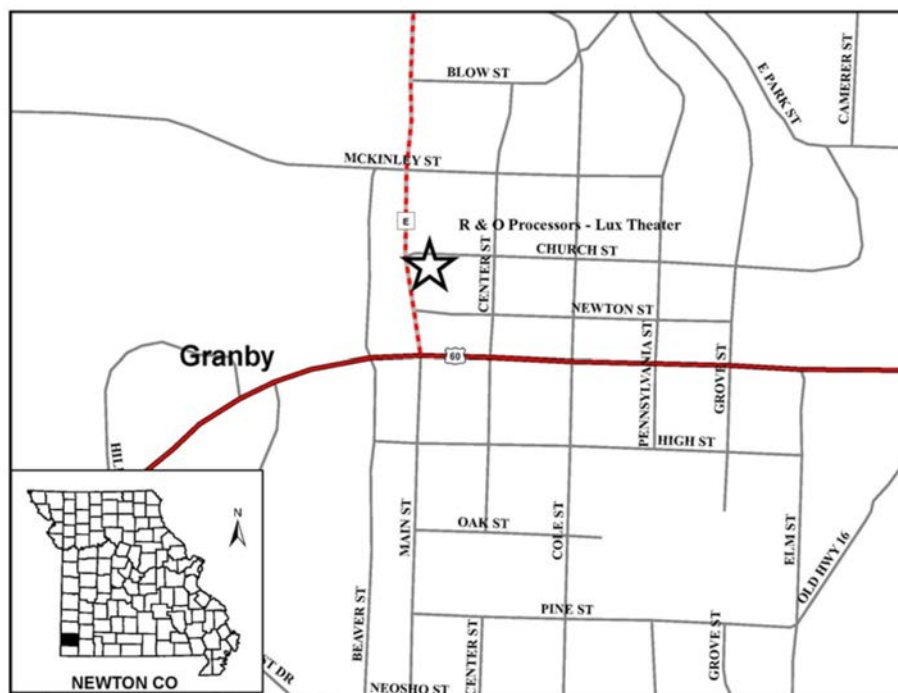 BLOW ST
E PARK ST
CAMERER ST
MCKINLEY ST
E
R & O Processors - Lux Theater
CENTER ST
CHURCH ST
NEWTON ST
PENNSYLVANIA ST
GROVE ST
Granby
60
HIGH ST
MAIN ST
OAK ST
COLE ST
ELM ST
OLD HWY 16
N
BEAVER ST
PINE ST
CENTER ST
GROVE ST
ST DR
NEOSHO ST
NEWTON CO